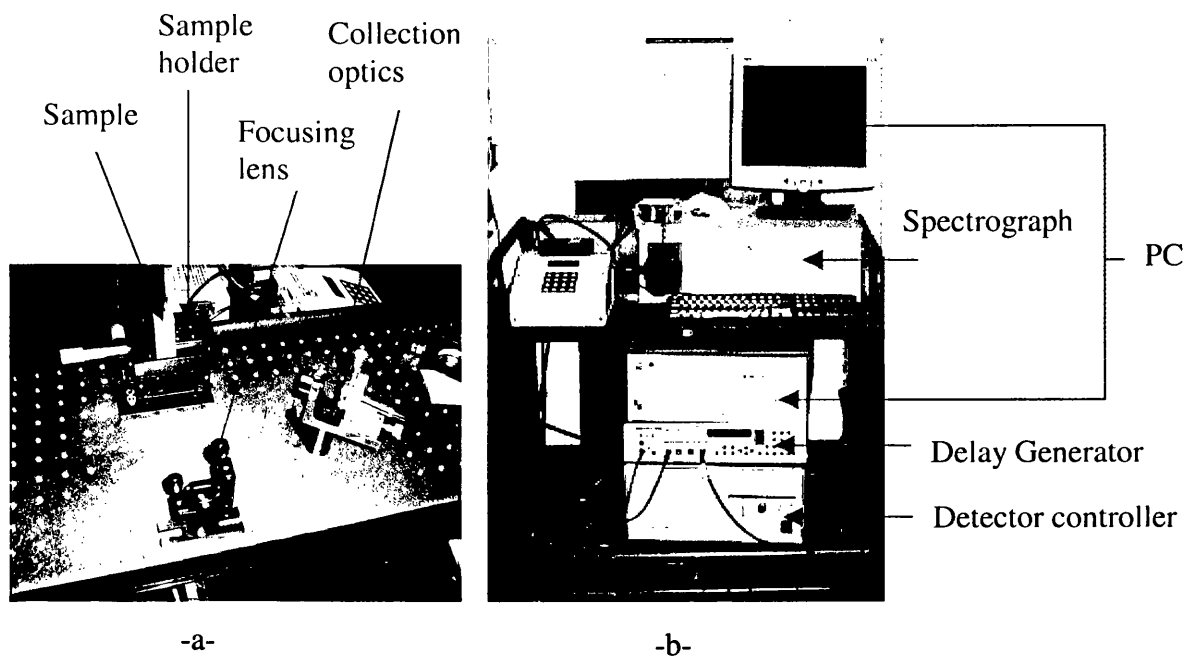 Sample
holder
Collection
optics
Sample
Focusing
lens
Spectrograph
PC
Delay Generator
Detector controller
-a-
-b-